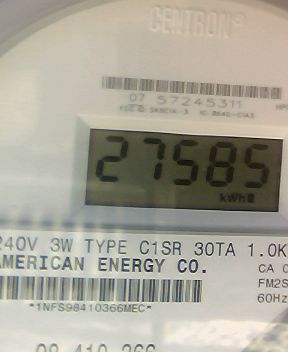 CENTRON®
07 57245311
27585
kWh
240V 3W TYPE C1SR 30TA 1.0K
AMERICAN ENERGY CO.
CA 0
FM2S
60Hz
*1NFS98410366MEC*